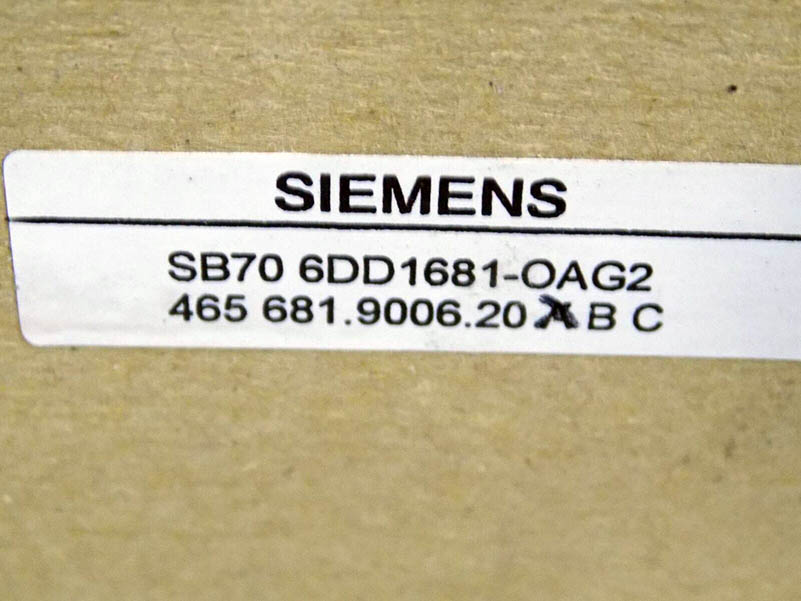 SIEMENS
SB70 6DD1681-OAG2
465 681.9006.20 A B C